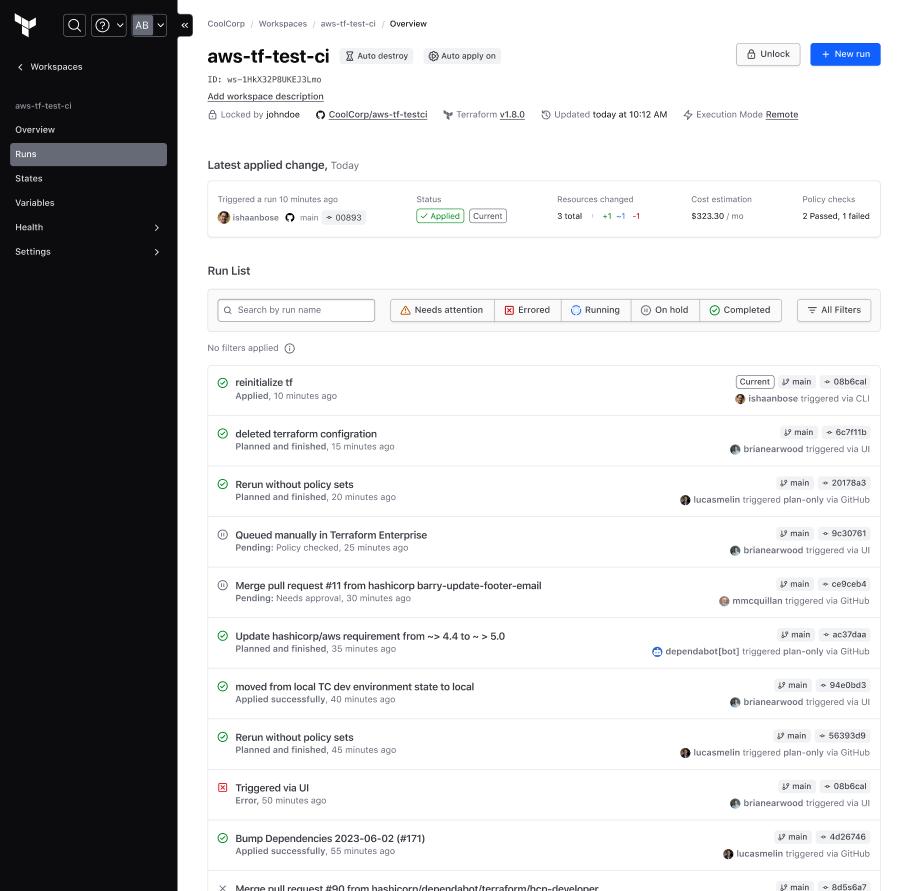 AB
«
Workspaces
aws-tf-test-ci
Overview
Runs
States
Variables
Health
Settings
CoolCorp / Workspaces / aws-tf-test-ci / Overview
aws-tf-test-ci Auto destroy Auto apply on
Unlock + New run
ID: ws-1HkX32P8UKEJ3Lmo
Add workspace description
Locked by johndoe CoolCorp/aws-tf-testci Terraform v1.8.0 Updated today at 10:12 AM Execution Mode Remote
Latest applied change, Today
Triggered a run 10 minutes ago Status Resources changed Cost estimation Policy checks
ishaanbose main 00893 Applied Current 3 total +1 ~1 -1 $323.30 / mo 2 Passed, 1 failed
Run List
Search by run name Needs attention Errored Running On hold Completed All Filters
No filters applied
reinitialize tf Current main 08b6cal
Applied, 10 minutes ago ishaanbose triggered via CLI
deleted terraform configration main 6c7f11b
Planned and finished, 15 minutes ago brianearwood triggered via UI
Rerun without policy sets main 20178a3
Planned and finished, 20 minutes ago lucasmelin triggered plan-only via GitHub
Queued manually in Terraform Enterprise main 9c30761
Pending: Policy checked, 25 minutes ago brianearwood triggered via UI
Merge pull request #11 from hashicorp barry-update-footer-email main ce9ceb4
Pending: Needs approval, 30 minutes ago mmcquillan triggered via GitHub
Update hashicorp/aws requirement from ~> 4.4 to ~ > 5.0 main ac37daa
Planned and finished, 35 minutes ago dependabot[bot] triggered plan-only via GitHub
moved from local TC dev environment state to local main 94e0bd3
Applied successfully, 40 minutes ago brianearwood triggered via UI
Rerun without policy sets main 56393d9
Planned and finished, 45 minutes ago lucasmelin triggered plan-only via GitHub
Triggered via UI main 08b6cal
Error, 50 minutes ago brianearwood triggered via UI
Bump Dependencies 2023-06-02 (#171) main 4d26746
Applied successfully, 55 minutes ago lucasmelin triggered via GitHub
Merge pull request #90 from hashicorp/dependabot/terraform/hcp-developer main 8d5s6a7